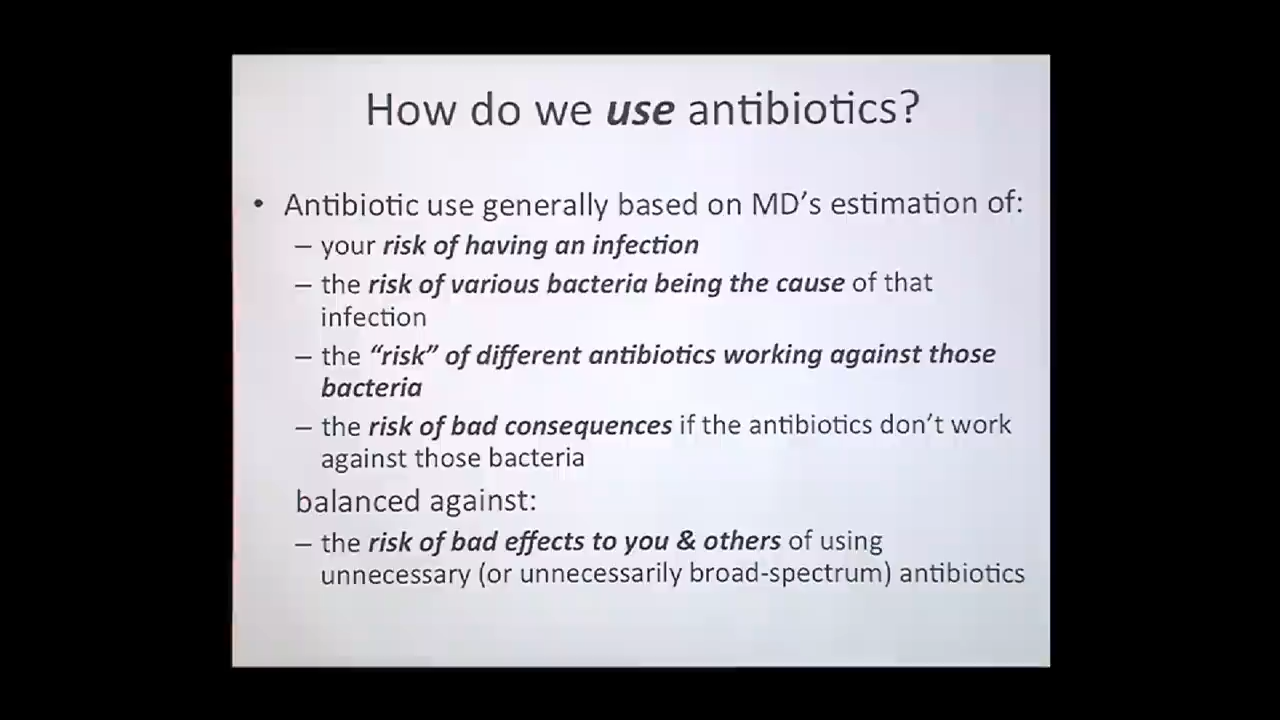 How do we use antibiotics?
• Antibiotic use generally based on MD’s estimation of:
– your risk of having an infection
– the risk of various bacteria being the cause of that
infection
– the “risk” of different antibiotics working against those
bacteria
– the risk of bad consequences if the antibiotics don’t work
against those bacteria
balanced against:
– the risk of bad effects to you & others of using
unnecessary (or unnecessarily broad-spectrum) antibiotics